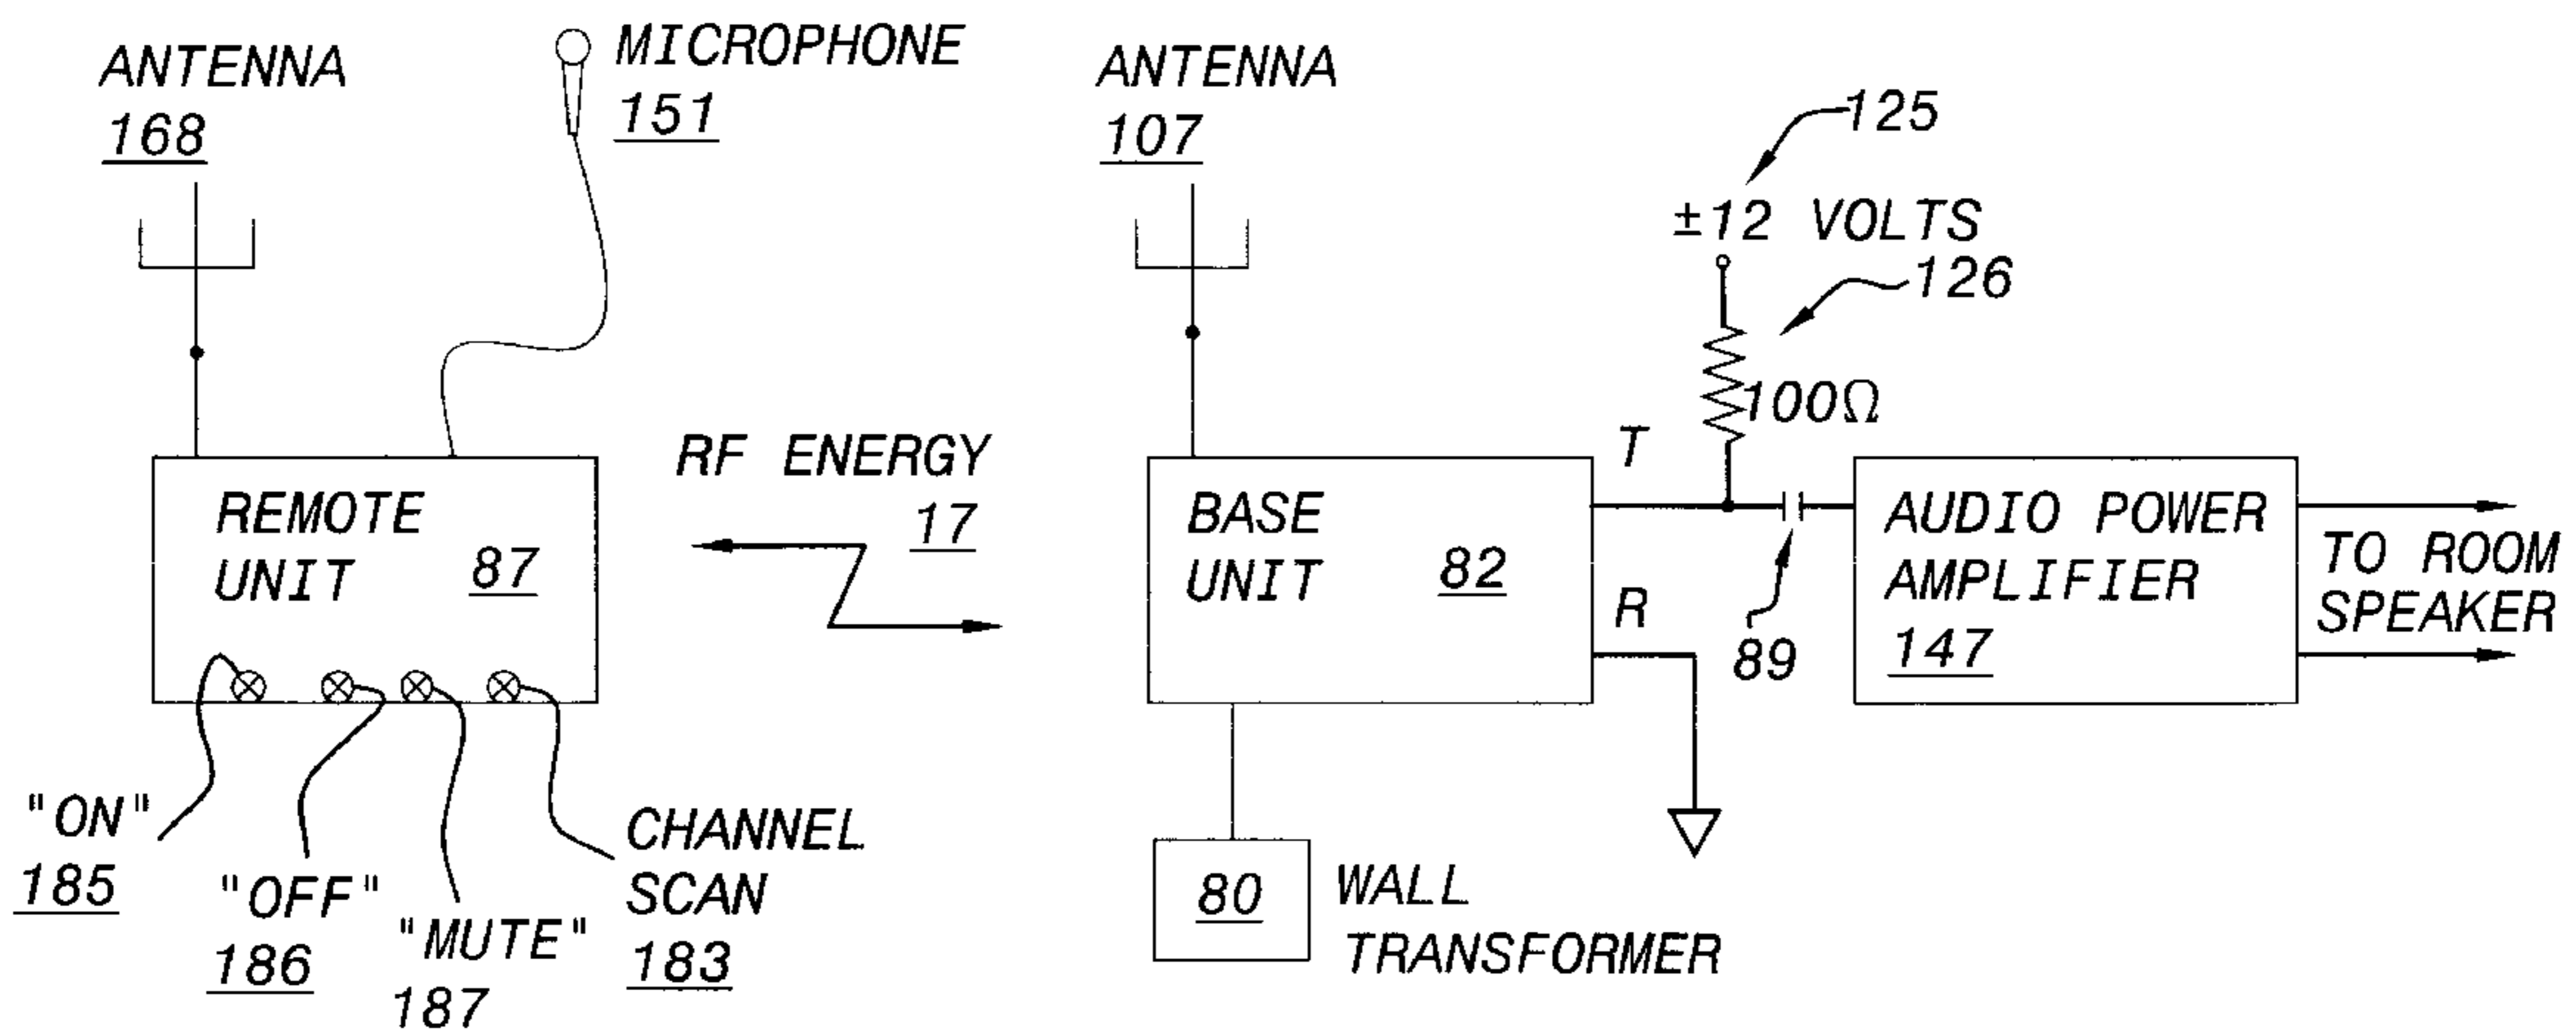 ANTENNA
168
MICROPHONE
151
ANTENNA
107
125
±12 VOLTS
126
100Ω
RF ENERGY
17
REMOTE
UNIT
87
BASE
UNIT
82
T
R
89
AUDIO POWER
AMPLIFIER
147
TO ROOM
SPEAKER
"ON"
185
"OFF"
186
"MUTE"
187
CHANNEL
SCAN
183
80
WALL
TRANSFORMER